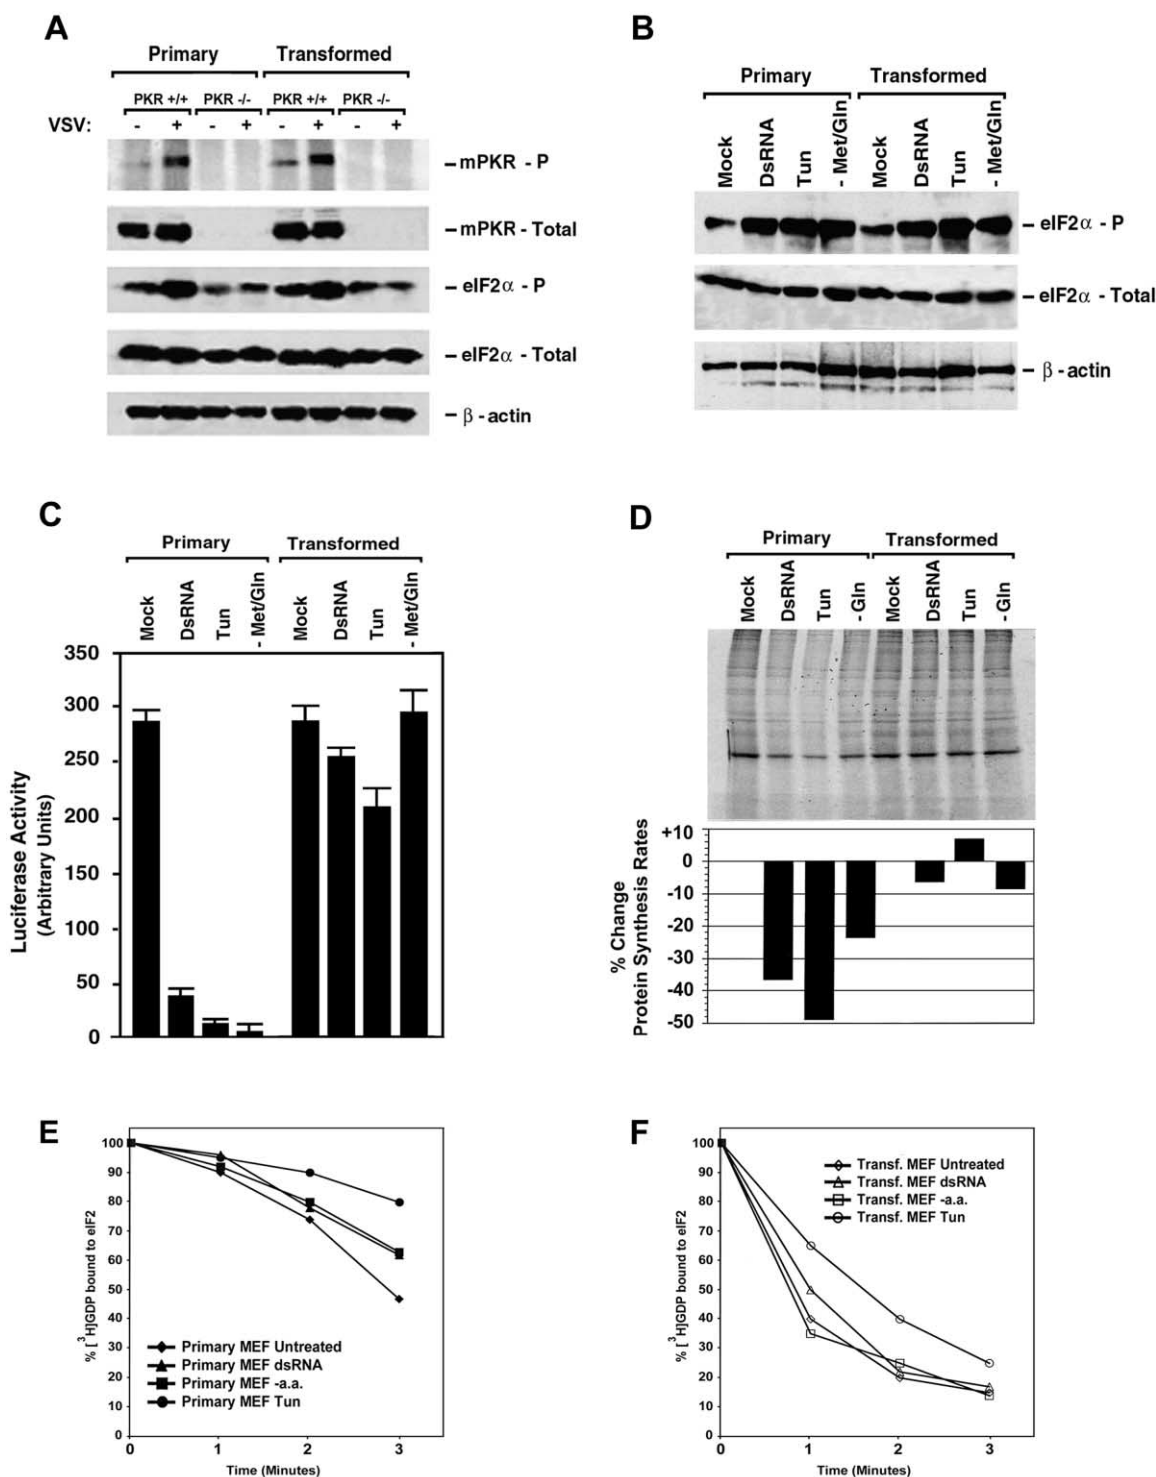 A
Primary Transformed
PKR +/+ PKR -/- PKR +/+ PKR -/-
VSV: - + - + - + - +
mPKR - P
mPKR - Total
eIF2α - P
eIF2α - Total
β - actin
B
Primary Transformed
Mock DsRNA Tun - Met/Gln Mock DsRNA Tun - Met/Gln
eIF2α - P
eIF2α - Total
β - actin
C
Primary Transformed
Mock DsRNA Tun - Met/Gln Mock DsRNA Tun - Met/Gln
Luciferase Activity
(Arbitrary Units)
350
300
250
200
150
100
50
0
D
Primary Transformed
Mock DsRNA Tun - Gln Mock DsRNA Tun - Gln
% Change
Protein Synthesis Rates
+10
0
-10
-20
-30
-40
-50
E
% [³H]GDP bound to eIF2
100
90
80
70
60
50
40
30
20
10
0
Primary MEF Untreated
Primary MEF dsRNA
Primary MEF -a.a.
Primary MEF Tun
0 1 2 3
Time (Minutes)
F
% [³H]GDP bound to eIF2
100
90
80
70
60
50
40
30
20
10
0
Transf. MEF Untreated
Transf. MEF dsRNA
Transf. MEF -a.a.
Transf. MEF Tun
0 1 2 3
Time (Minutes)